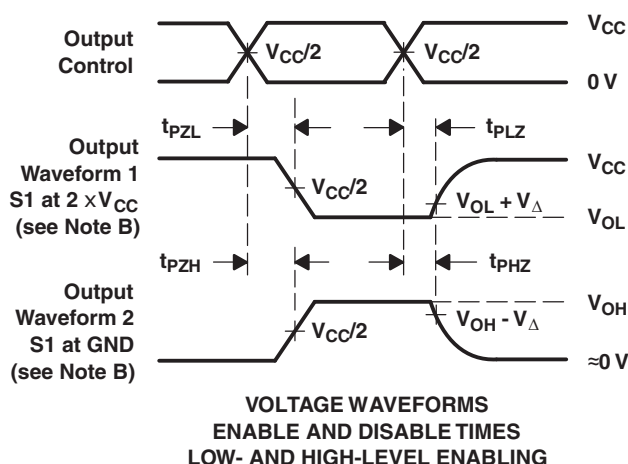 Output
Control
V_CC/2
V_CC/2
V_CC
0 V
t_PZL
t_PLZ
Output
Waveform 1
S1 at 2 ×V_CC
(see Note B)
V_CC/2
V_CC
V_OL + V_Δ
V_OL
t_PZH
t_PHZ
Output
Waveform 2
S1 at GND
(see Note B)
V_CC/2
V_OH
V_OH - V_Δ
≈0 V
VOLTAGE WAVEFORMS
ENABLE AND DISABLE TIMES
LOW- AND HIGH-LEVEL ENABLING